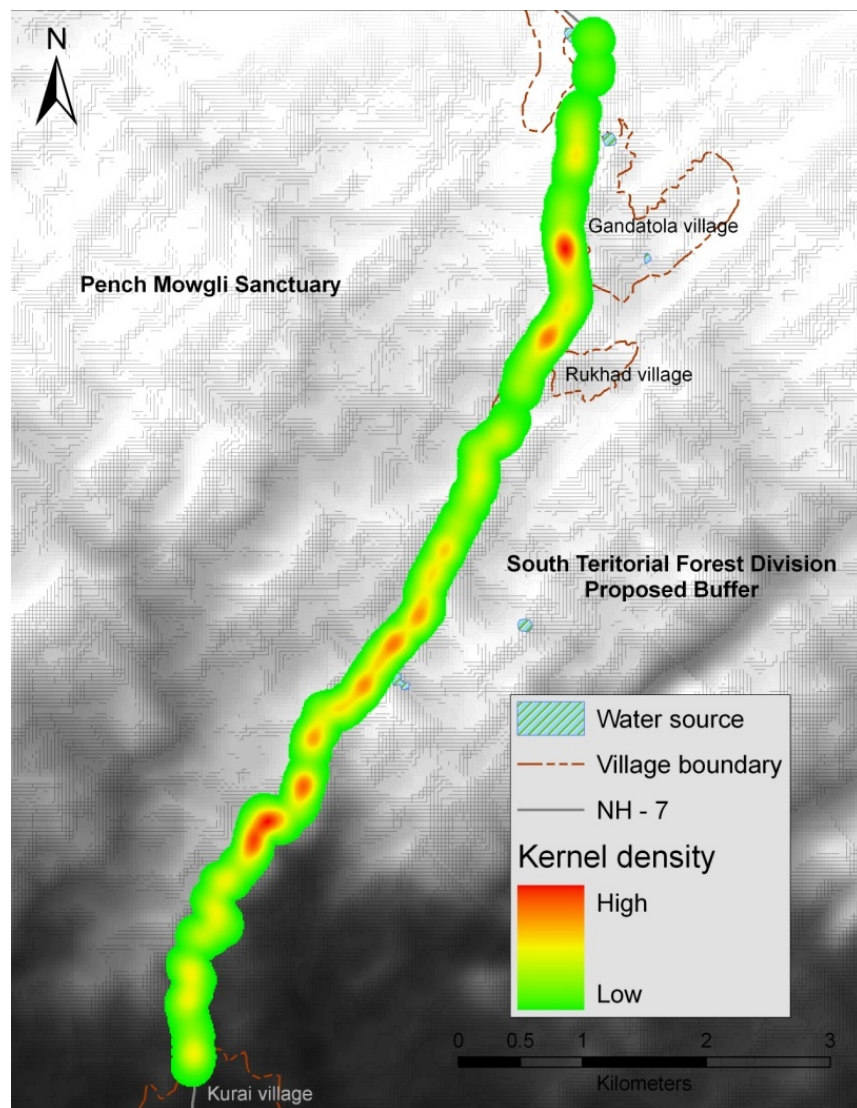 N
Gandatola village
Pench Mowgli Sanctuary
Rukhad village
South Teritorial Forest Division
Proposed Buffer
Water source
Village boundary
NH - 7
Kernel density
High
Low
0 0.5 1 2 3
Kilometers
Kurai village